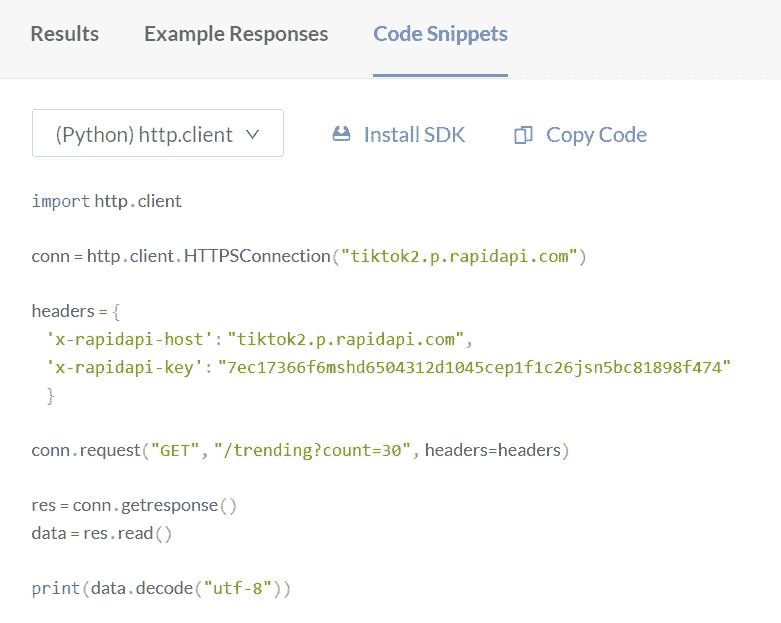 Results Example Responses Code Snippets
(Python) http.client Install SDK Copy Code
import http.client
conn = http.client.HTTPSConnection("tiktok2.p.rapidapi.com")
headers = {
'x-rapidapi-host': "tiktok2.p.rapidapi.com",
'x-rapidapi-key': "7ec17366f6mshd6504312d1045cep1f1c26jsn5bc81898f474"
}
conn.request("GET", "/trending?count=30", headers=headers)
res = conn.getresponse()
data = res.read()
print(data.decode("utf-8"))